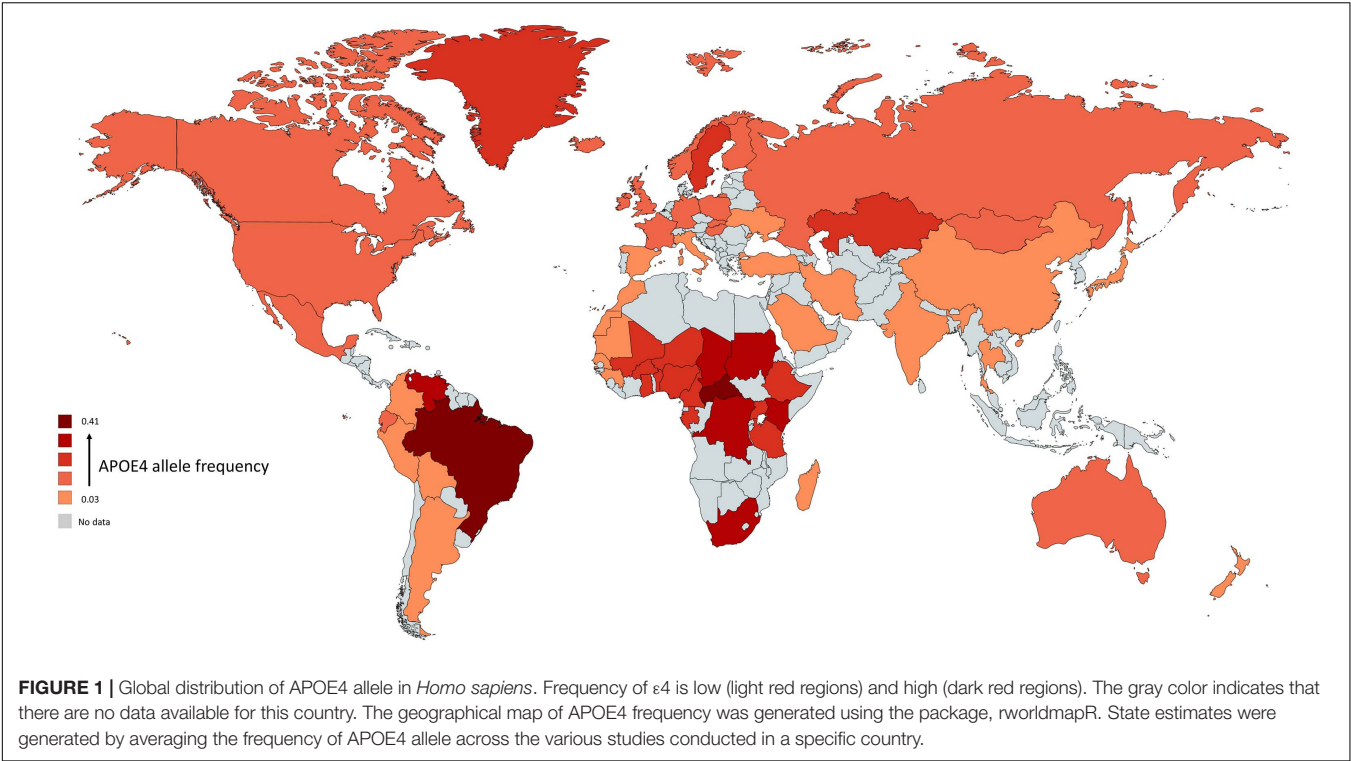 0.41
APOE4 allele frequency
0.03
No data
FIGURE 1 | Global distribution of APOE4 allele in Homo sapiens. Frequency of ε4 is low (light red regions) and high (dark red regions). The gray color indicates that
there are no data available for this country. The geographical map of APOE4 frequency was generated using the package, rworldmapR. State estimates were
generated by averaging the frequency of APOE4 allele across the various studies conducted in a specific country.